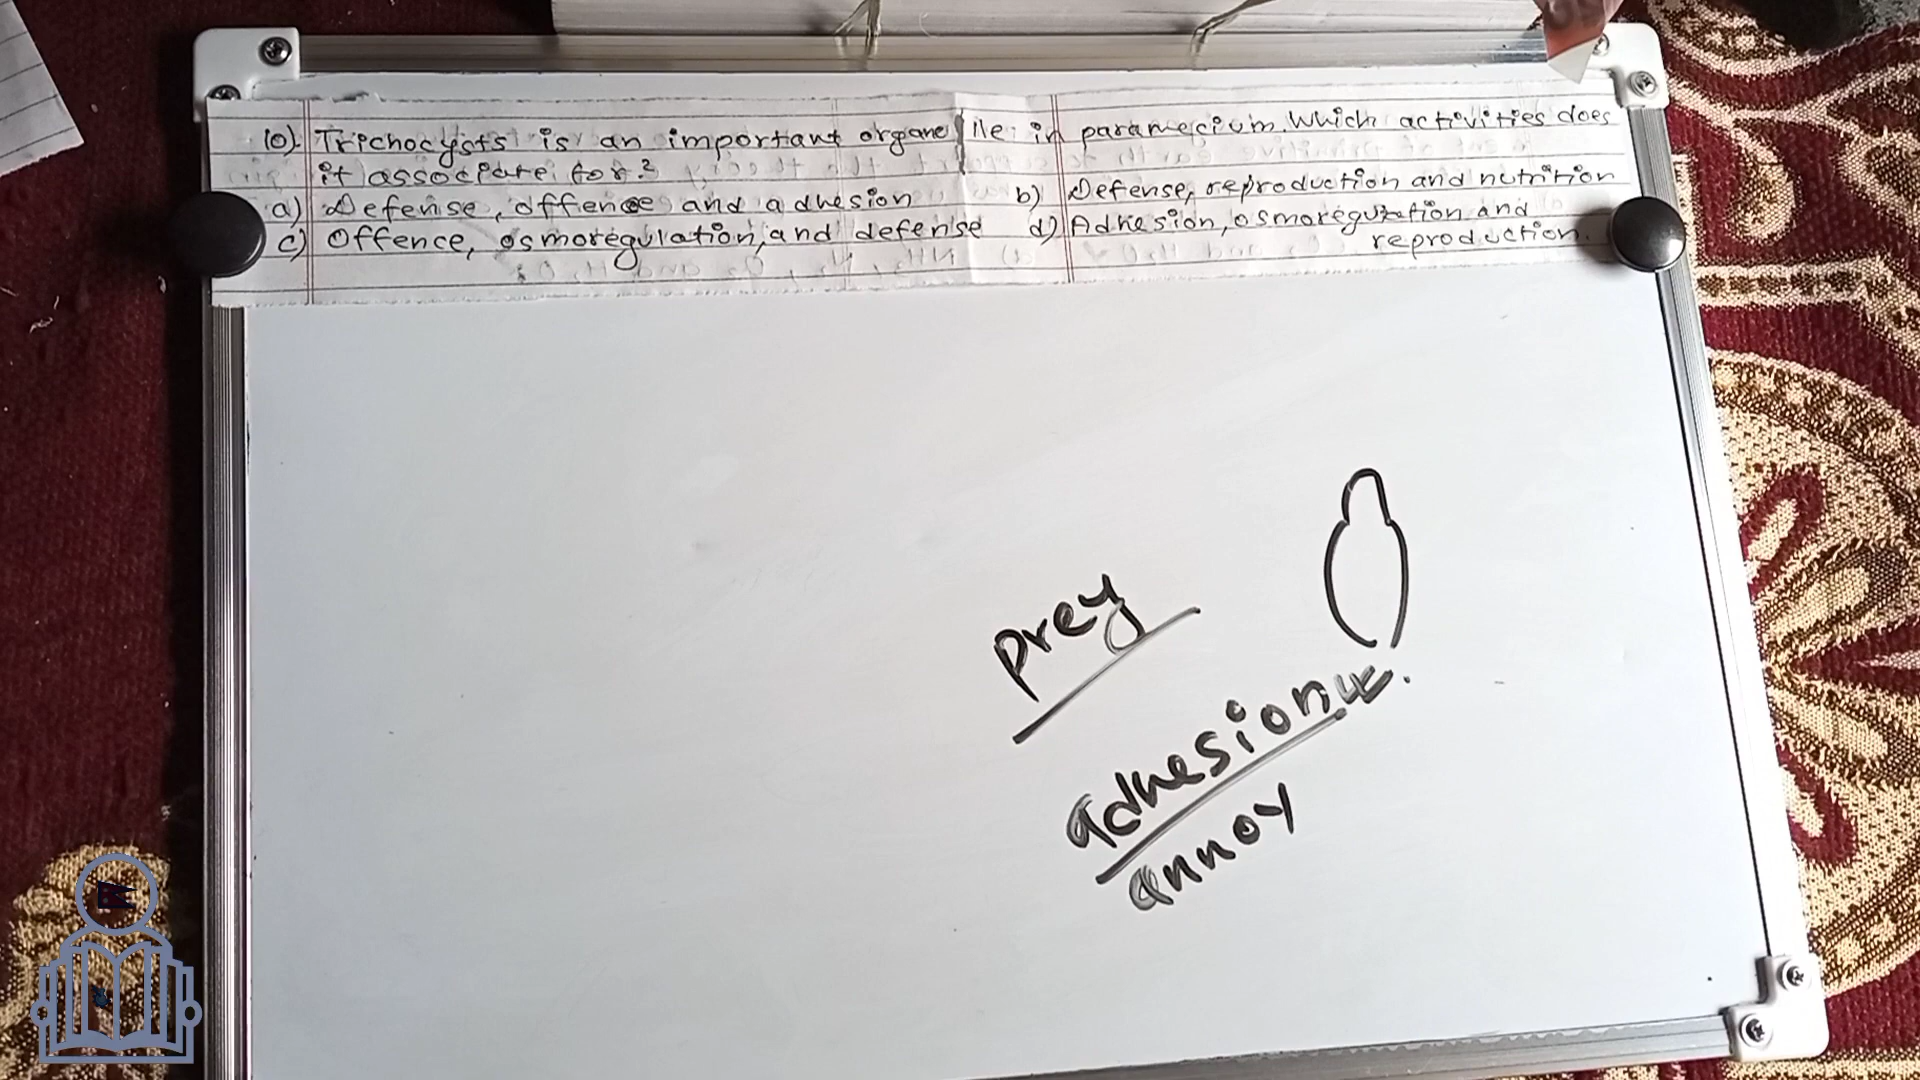 10). Trichocysts is an important organelle in paramecium. Which activities does
it associate for?
a) Defense, offence and adhesion b) Defense, reproduction and nutrition
c) Offence, osmoregulation, and defense d) Adhesion, osmoregulation and
reproduction.
prey
adhesion
annoy